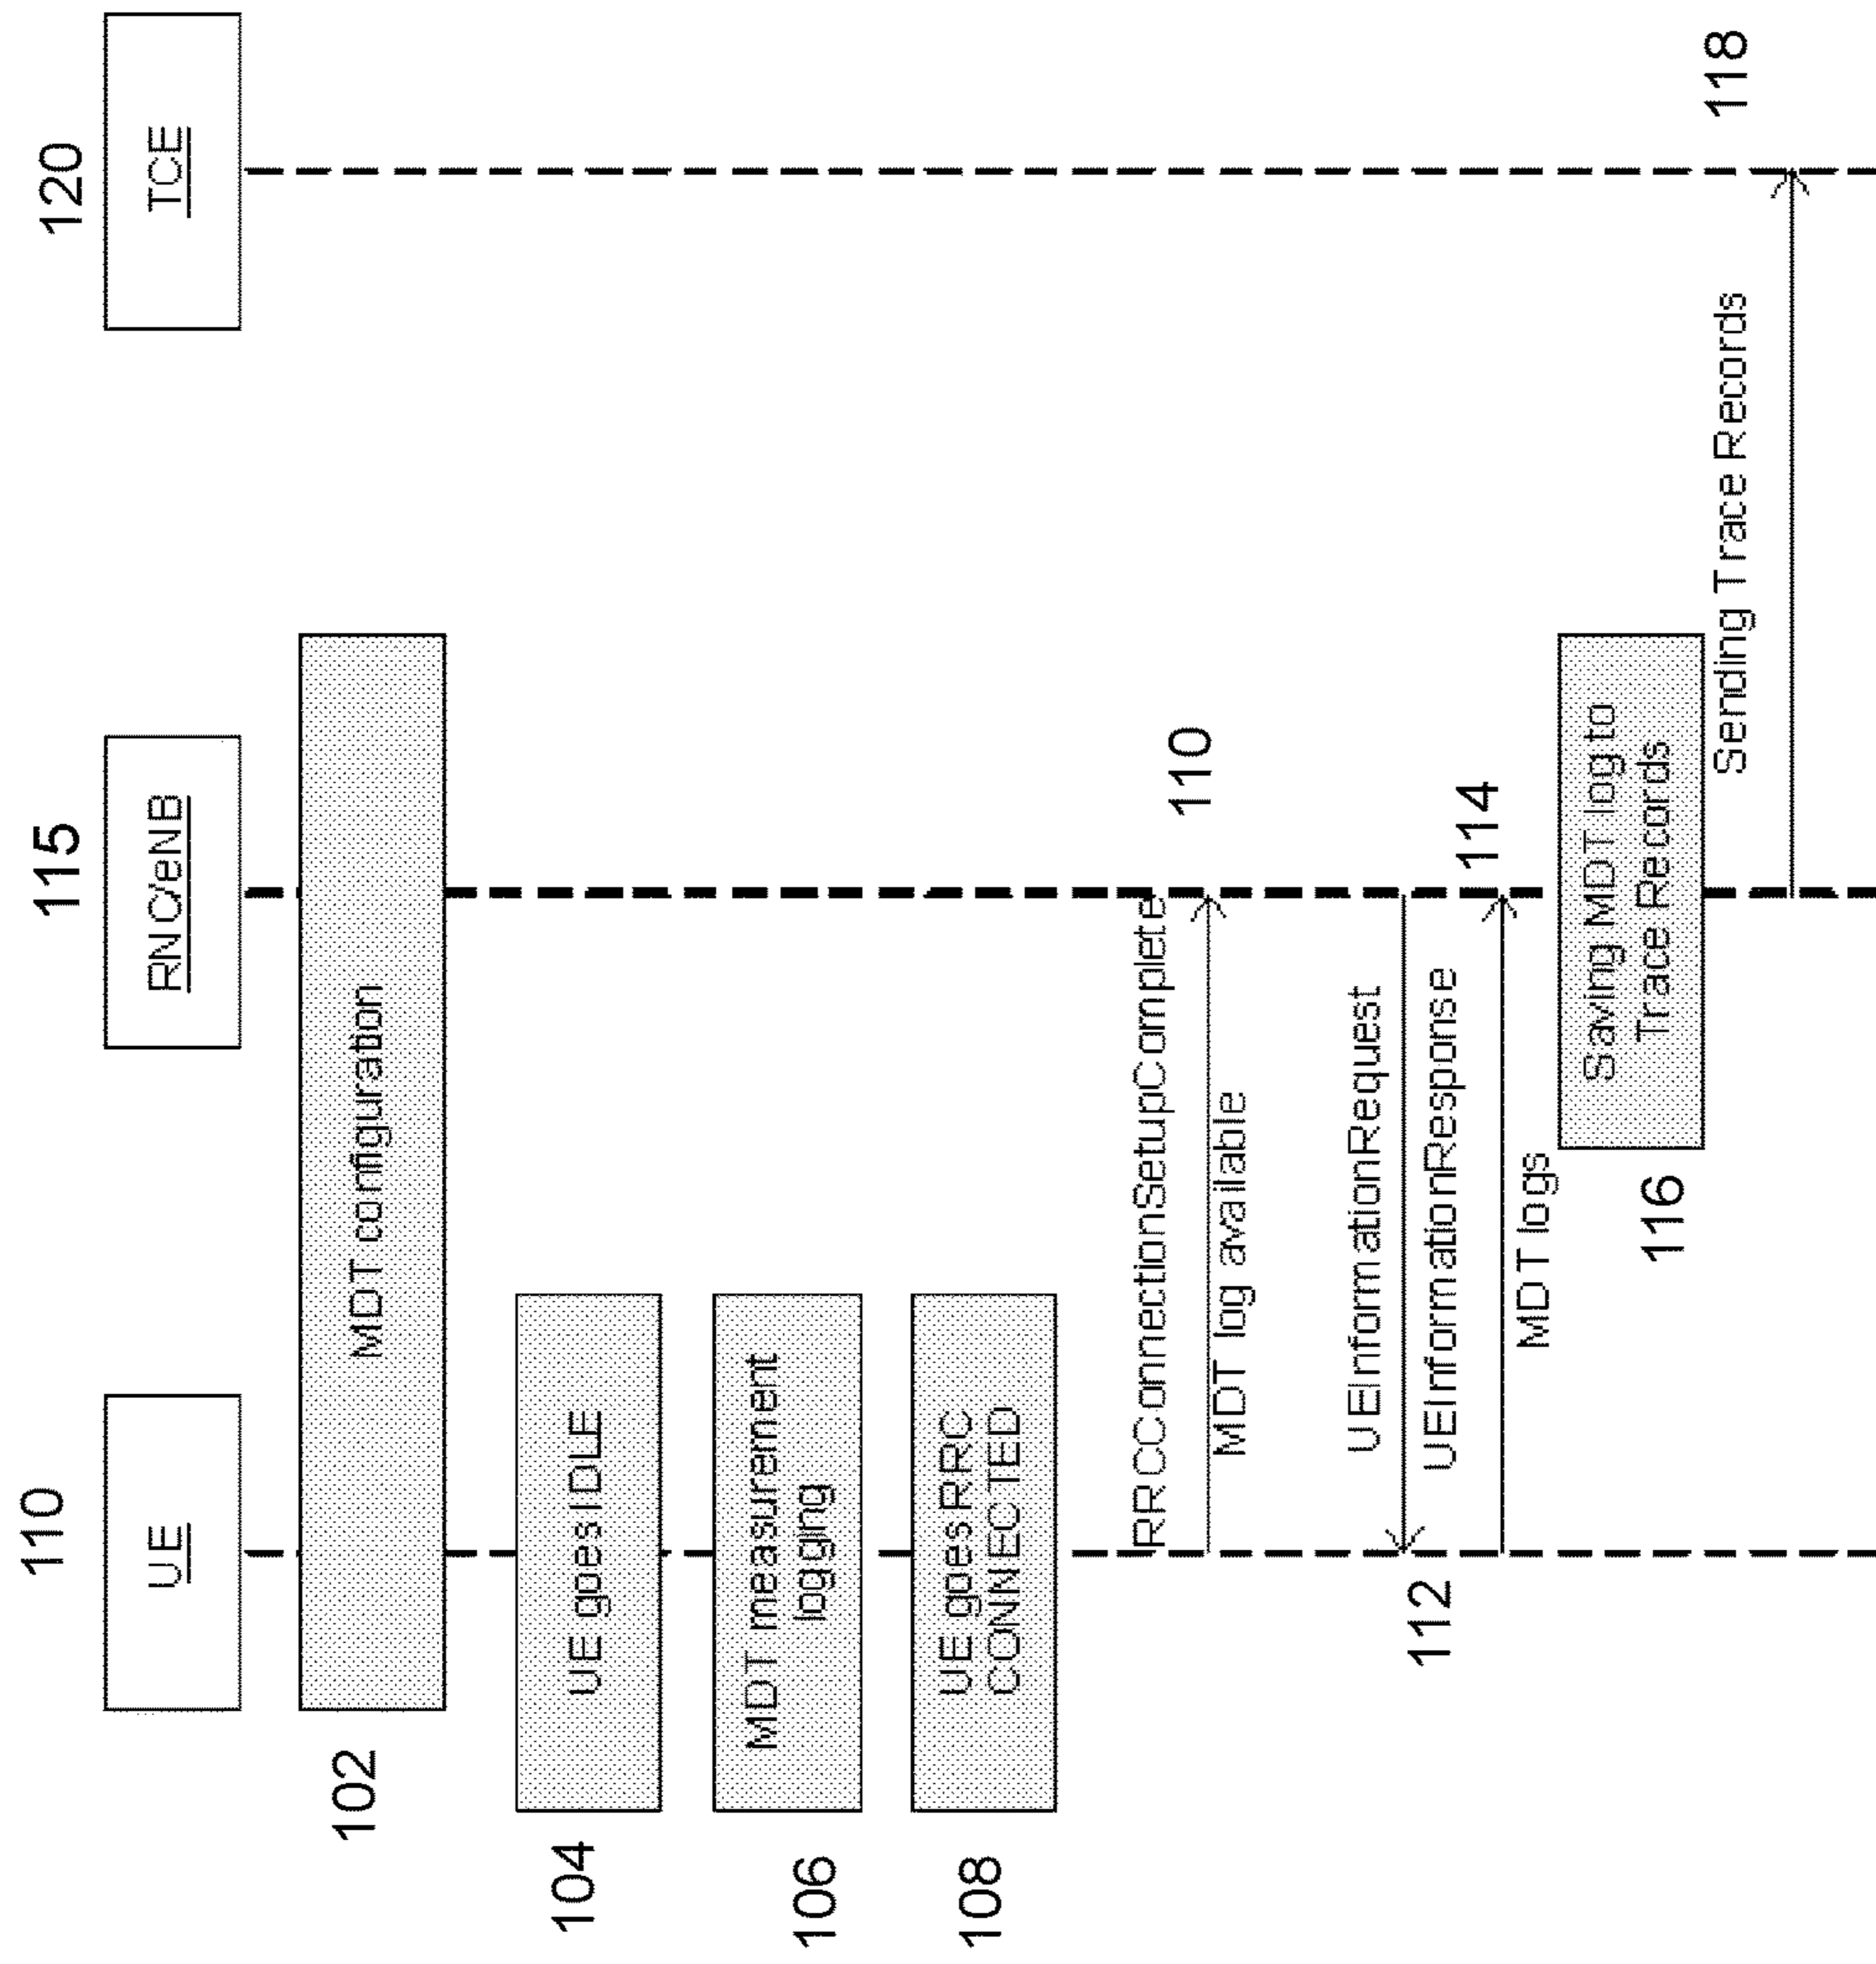 110
UE
115
RNC/eNB
120
TCE
102
MDT configuration
104
UE goes IDLE
106
MDT measurement
logging
108
UE goes RRC
CONNECTED
RRCConnectionSetupComplete
110
MDT log available
UEInformationRequest
112
UEInformationResponse
114
MDT logs
116
Saving MDT log to
Trace Records
Sending Trace Records
118